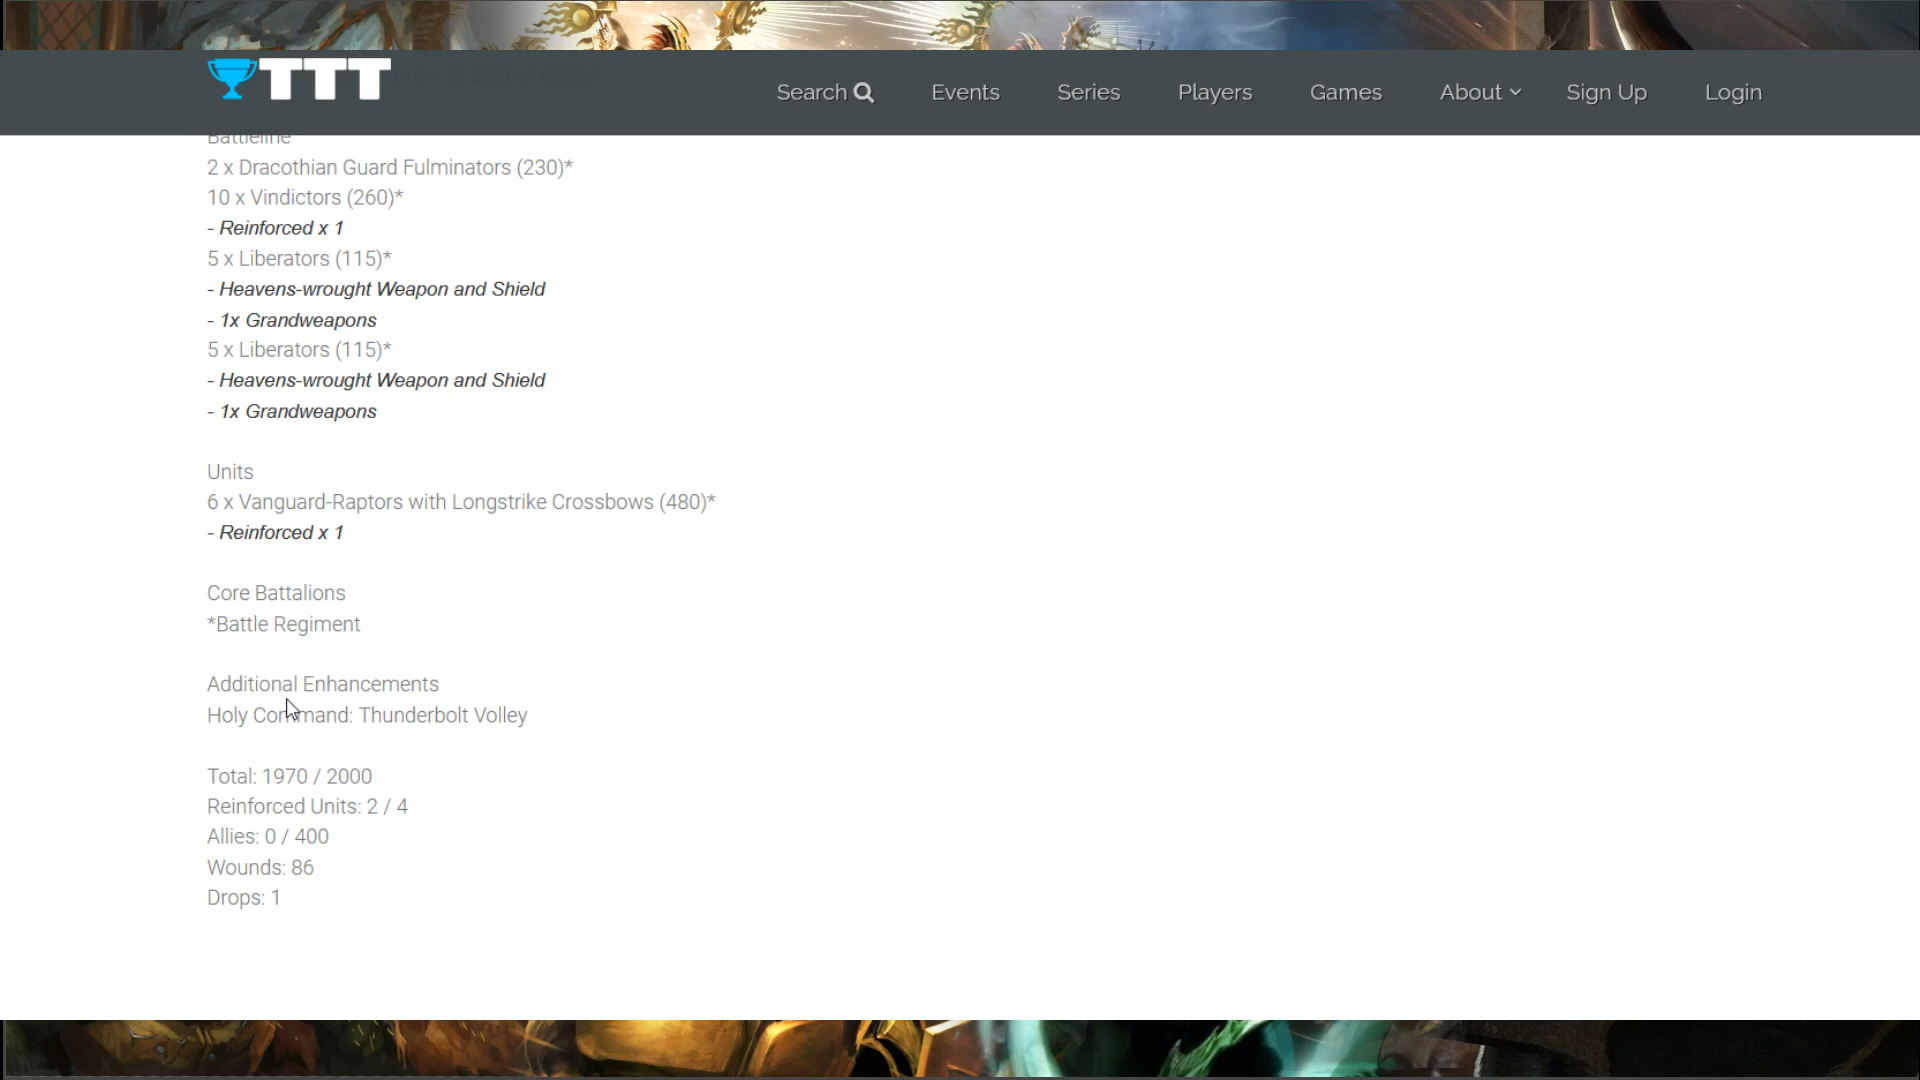 TTT
Search
Events
Series
Players
Games
About
Sign Up
Login
Battleline
2 x Dracothian Guard Fulminators (230)*
10 x Vindictors (260)*
- Reinforced x 1
5 x Liberators (115)*
- Heavens-wrought Weapon and Shield
- 1x Grandweapons
5 x Liberators (115)*
- Heavens-wrought Weapon and Shield
- 1x Grandweapons
Units
6 x Vanguard-Raptors with Longstrike Crossbows (480)*
- Reinforced x 1
Core Battalions
*Battle Regiment
Additional Enhancements
Holy Command: Thunderbolt Volley
Total: 1970 / 2000
Reinforced Units: 2 / 4
Allies: 0 / 400
Wounds: 86
Drops: 1